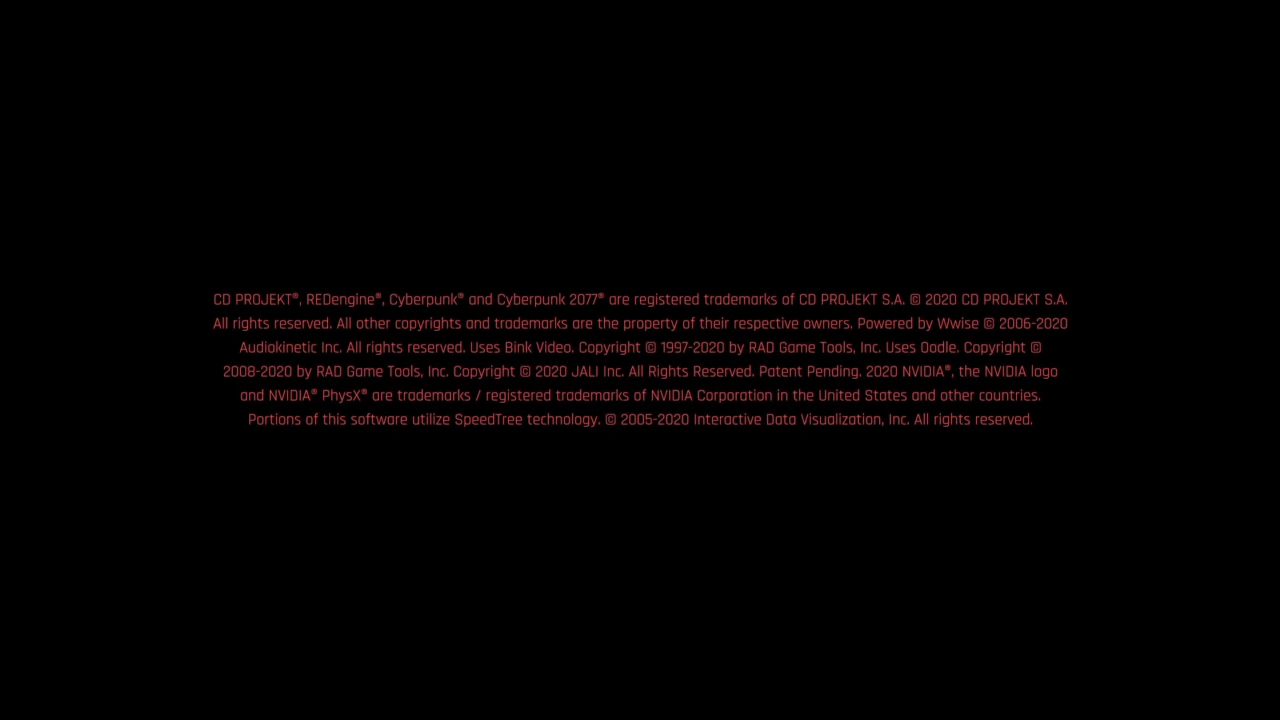 CD PROJEKT®, REDengine®, Cyberpunk® and Cyberpunk 2077® are registered trademarks of CD PROJEKT S.A. © 2020 CD PROJEKT S.A.
All rights reserved. All other copyrights and trademarks are the property of their respective owners. Powered by Wwise © 2006-2020
Audiokinetic Inc. All rights reserved. Uses Bink Video. Copyright © 1997-2020 by RAD Game Tools, Inc. Uses Oodle. Copyright ©
2008-2020 by RAD Game Tools, Inc. Copyright © 2020 JALI Inc. All Rights Reserved. Patent Pending. 2020 NVIDIA®, the NVIDIA logo
and NVIDIA® PhysX® are trademarks / registered trademarks of NVIDIA Corporation in the United States and other countries.
Portions of this software utilize SpeedTree technology. © 2005-2020 Interactive Data Visualization, Inc. All rights reserved.